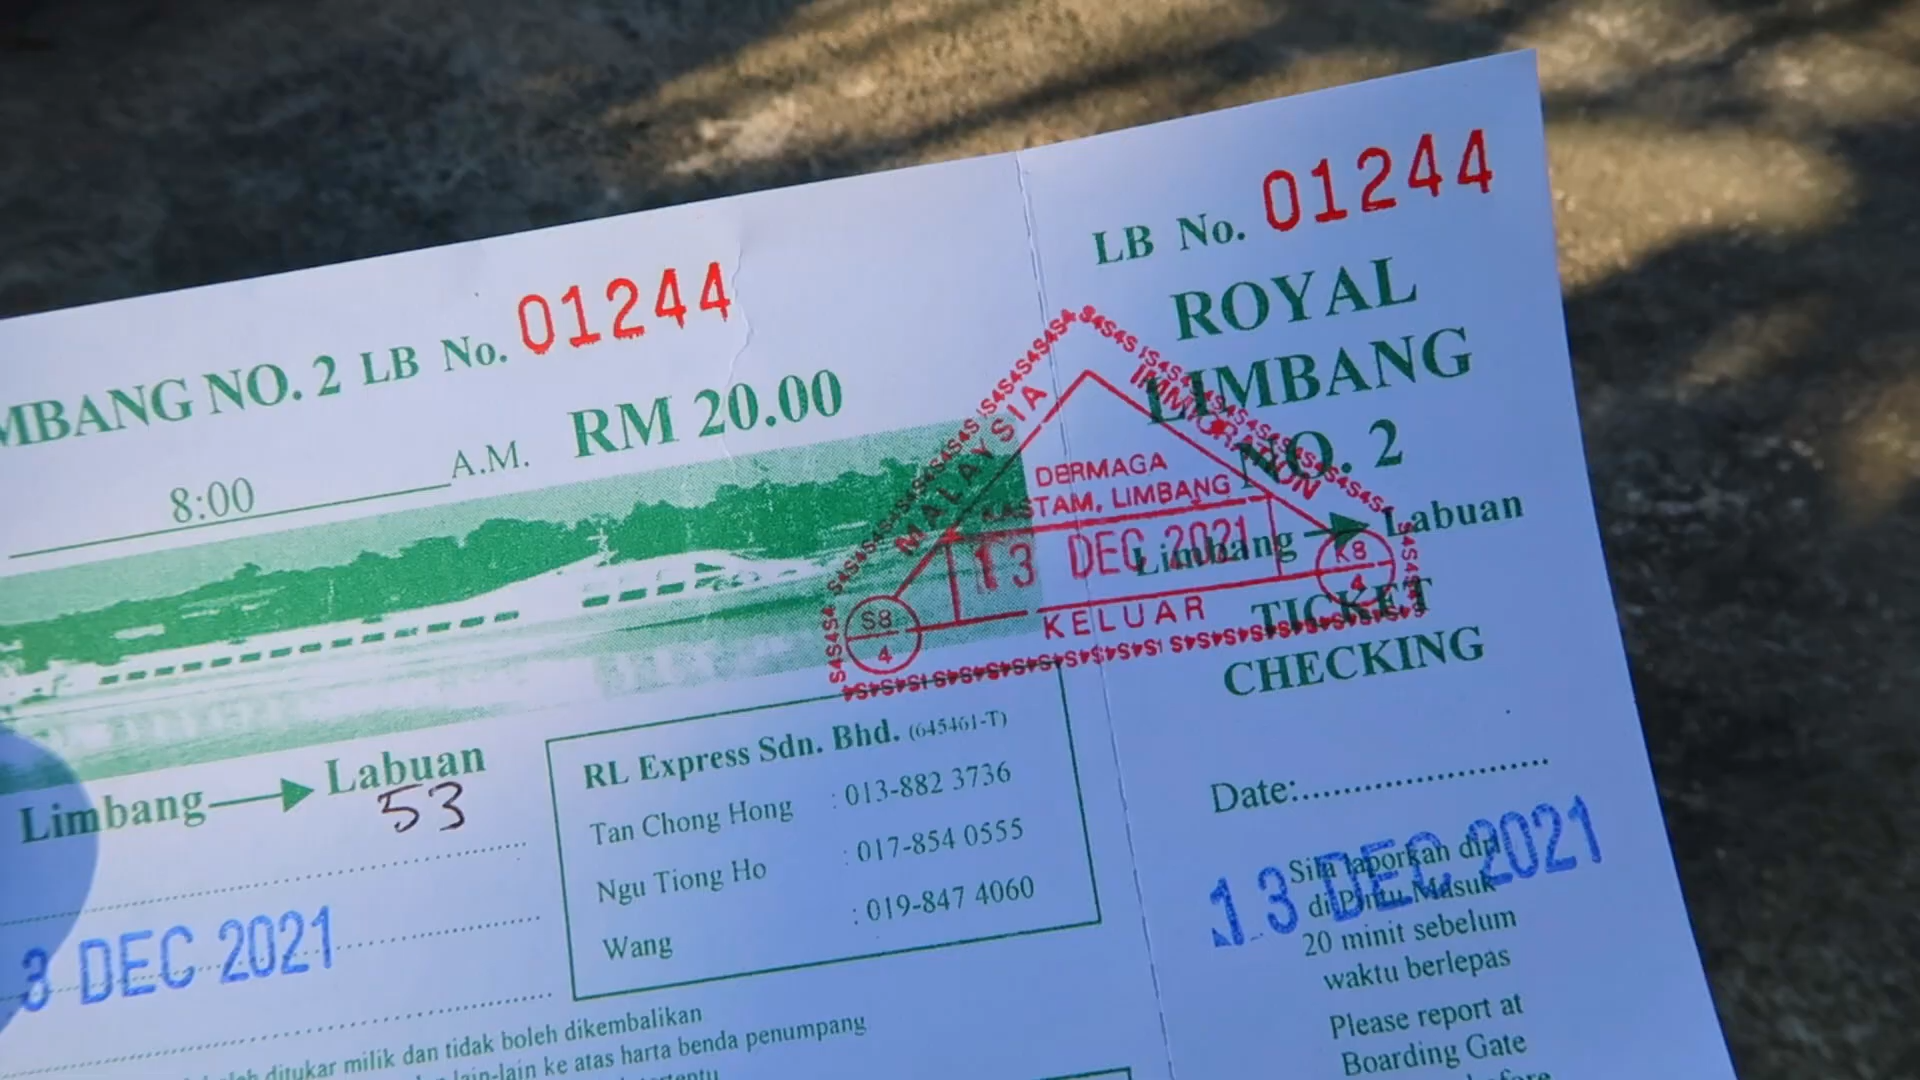 MBANG NO. 2 LB No. 01244
8:00 A.M. RM 20.00
Limbang → Labuan
53
3 DEC 2021
RL Express Sdn. Bhd. (645461-T)
Tan Chong Hong : 013-882 3736
Ngu Tiong Ho : 017-854 0555
Wang : 019-847 4060
ditukar milik dan tidak boleh dikembalikan
lain-lain ke atas harta benda penumpang
LB No. 01244
ROYAL
LIMBANG
NO. 2
Limbang → Labuan
TICKET
CHECKING
MALAYSIA IMMIGRATION
DERMAGA
KASTAM, LIMBANG
13 DEC 2021
KELUAR
S8
4
K8
4
Date:
13 DEC 2021
Sila laporkan diri
di Pintu Masuk
20 minit sebelum
waktu berlepas
Please report at
Boarding Gate
before